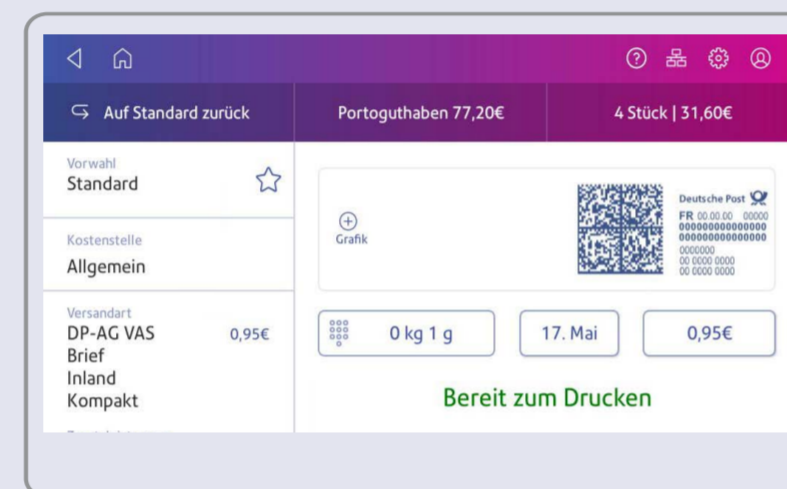 Auf Standard zurück
Portoguthaben 77,20€
4 Stück | 31,60€
Vorwahl
Standard
Kostenstelle
Allgemein
Versandart
DP-AG VAS 0,95€
Brief
Inland
Kompakt
Grafik
Deutsche Post
FR 00.00.00 00000
000000000000000
000000000000000
0000000
00 0000 0000
00 0000 0000
0 kg 1 g
17. Mai
0,95€
Bereit zum Drucken